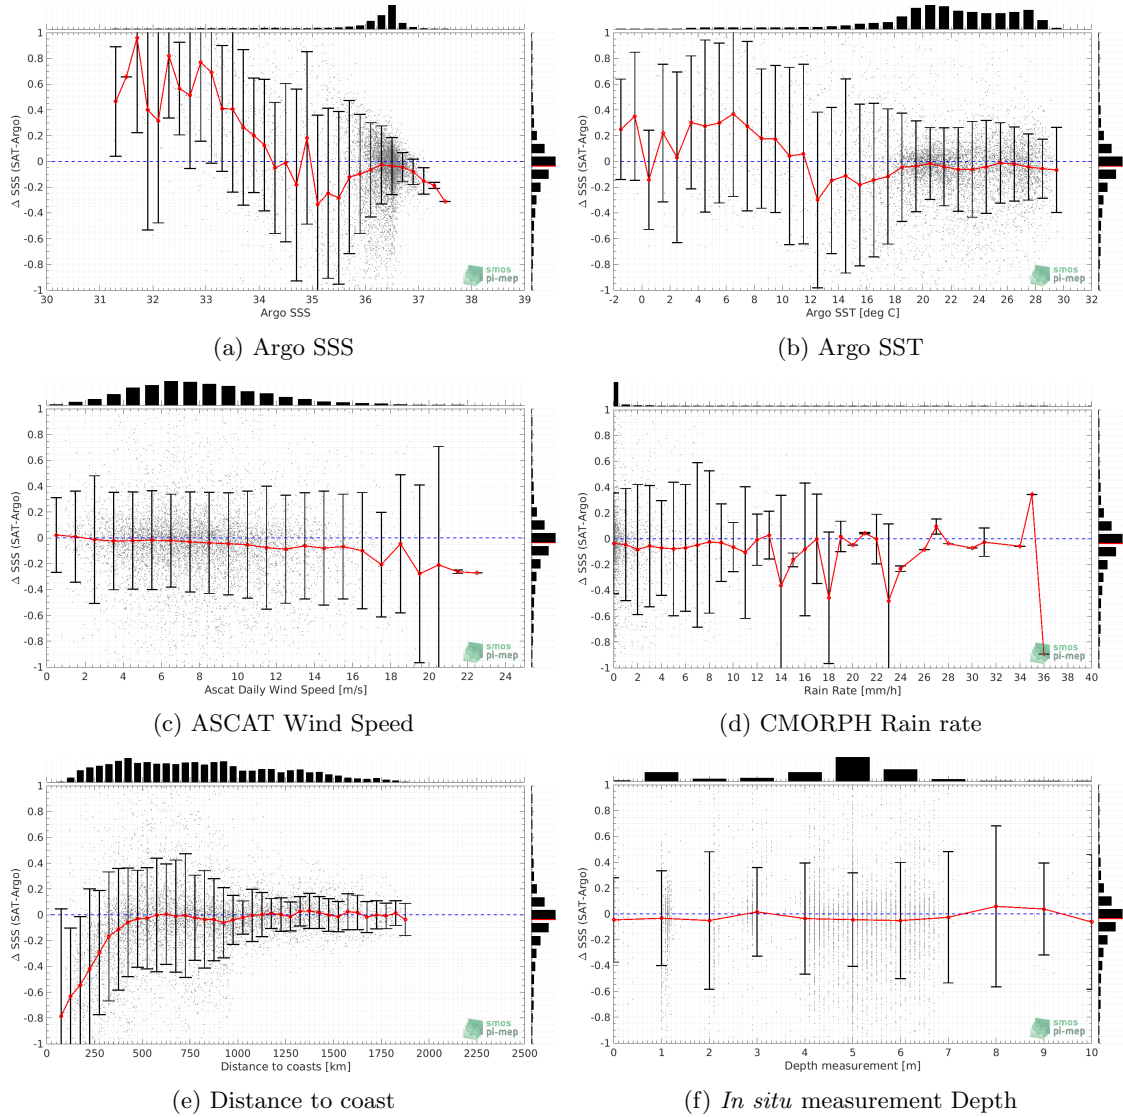 1
0.8
0.6
0.4
0.2
0
-0.2
-0.4
-0.6
-0.8
-1
Δ SSS (SAT-Argo)
30 31 32 33 34 35 36 37 38 39
Argo SSS
smos
pi-mep
(a) Argo SSS
1
0.8
0.6
0.4
0.2
0
-0.2
-0.4
-0.6
-0.8
-1
Δ SSS (SAT-Argo)
-2 0 2 4 6 8 10 12 14 16 18 20 22 24 26 28 30 32
Argo SST [deg C]
smos
pi-mep
(b) Argo SST
1
0.8
0.6
0.4
0.2
0
-0.2
-0.4
-0.6
-0.8
-1
Δ SSS (SAT-Argo)
0 2 4 6 8 10 12 14 16 18 20 22 24
Ascat Daily Wind Speed [m/s]
smos
pi-mep
(c) ASCAT Wind Speed
1
0.8
0.6
0.4
0.2
0
-0.2
-0.4
-0.6
-0.8
-1
Δ SSS (SAT-Argo)
0 2 4 6 8 10 12 14 16 18 20 22 24 26 28 30 32 34 36 38 40
Rain Rate [mm/h]
smos
pi-mep
(d) CMORPH Rain rate
1
0.8
0.6
0.4
0.2
0
-0.2
-0.4
-0.6
-0.8
-1
Δ SSS (SAT-Argo)
0 250 500 750 1000 1250 1500 1750 2000 2250 2500
Distance to coasts [km]
smos
pi-mep
(e) Distance to coast
1
0.8
0.6
0.4
0.2
0
-0.2
-0.4
-0.6
-0.8
-1
Δ SSS (SAT-Argo)
0 1 2 3 4 5 6 7 8 9 10
Depth measurement [m]
smos
pi-mep
(f) In situ measurement Depth